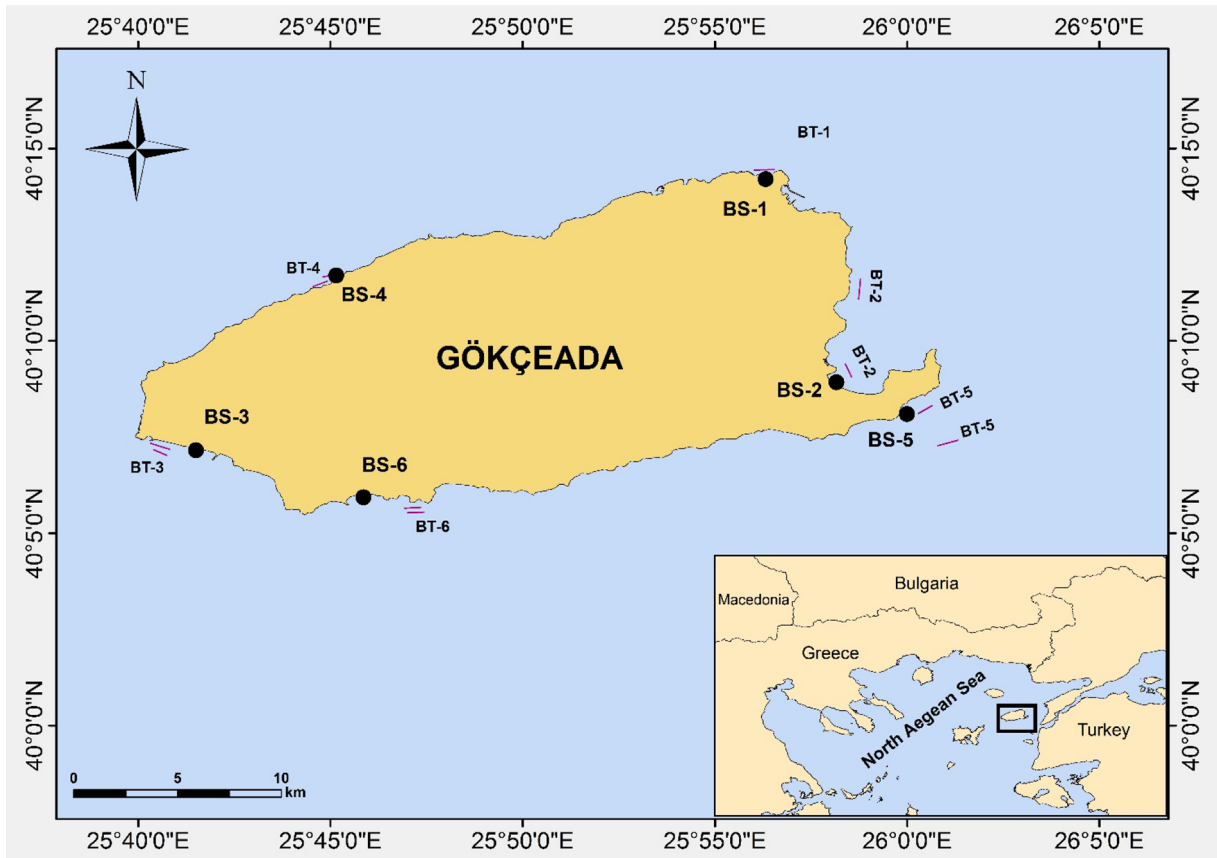 25°40'0"E 25°45'0"E 25°50'0"E 25°55'0"E 26°0'0"E 26°5'0"E
N
BT-1
40°15'0"N 40°15'0"N
BS-1
BT-4
BS-4
BT-2
40°10'0"N 40°10'0"N
GÖKÇEADA
BT-2
BS-2
BT-5
BS-5
BT-5
BS-3
BT-3
BS-6
BT-6
40°5'0"N 40°5'0"N
Bulgaria
Macedonia
Greece
North Aegean Sea
Turkey
40°0'0"N 40°0'0"N
0 5 10
km
25°40'0"E 25°45'0"E 25°50'0"E 25°55'0"E 26°0'0"E 26°5'0"E